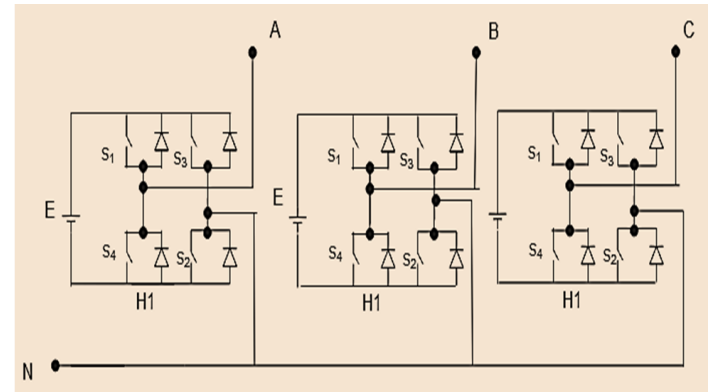 A B C
S1 S3 S1 S3 S1 S3
E E
S4 S2 S4 S2 S4 S2
H1 H1 H1
N